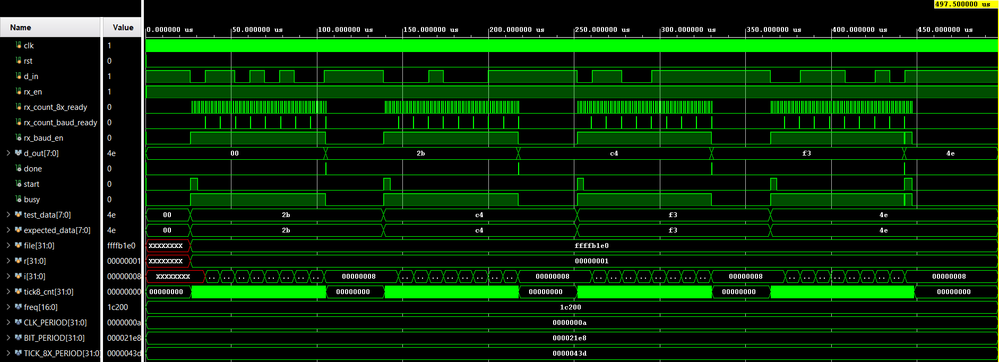 497.500000 us
Name Value 0.000000 us 50.000000 us 100.000000 us 150.000000 us 200.000000 us 250.000000 us 300.000000 us 350.000000 us 400.000000 us 450.000000 us
clk 1
rst 0
d_in 1
rx_en 1
rx_count_8x_ready 0
rx_count_baud_ready 0
rx_baud_en 0
d_out[7:0] 4e 00 2b c4 f3 4e
done 0
start 0
busy 0
test_data[7:0] 4e 00 2b c4 f3 4e
expected_data[7:0] 4e 00 2b c4 f3 4e
file[31:0] ffffb1e0 XXXXXXXX ffffb1e0
r[31:0] 00000001 XXXXXXXX 00000001
i[31:0] 00000008 XXXXXXXX .. .. .. .. .. .. .. .. 00000008 .. .. .. .. .. .. .. .. 00000008 .. .. .. .. .. .. .. .. 00000008 .. .. .. .. .. .. .. .. 00000008
tick8_cnt[31:0] 00000000 00000000 00000000 00000000 00000000 00000000
freq[16:0] 1c200 1c200
CLK_PERIOD[31:0] 0000000a 0000000a
BIT_PERIOD[31:0] 000021e8 000021e8
TICK_8X_PERIOD[31:0] 0000043d 0000043d